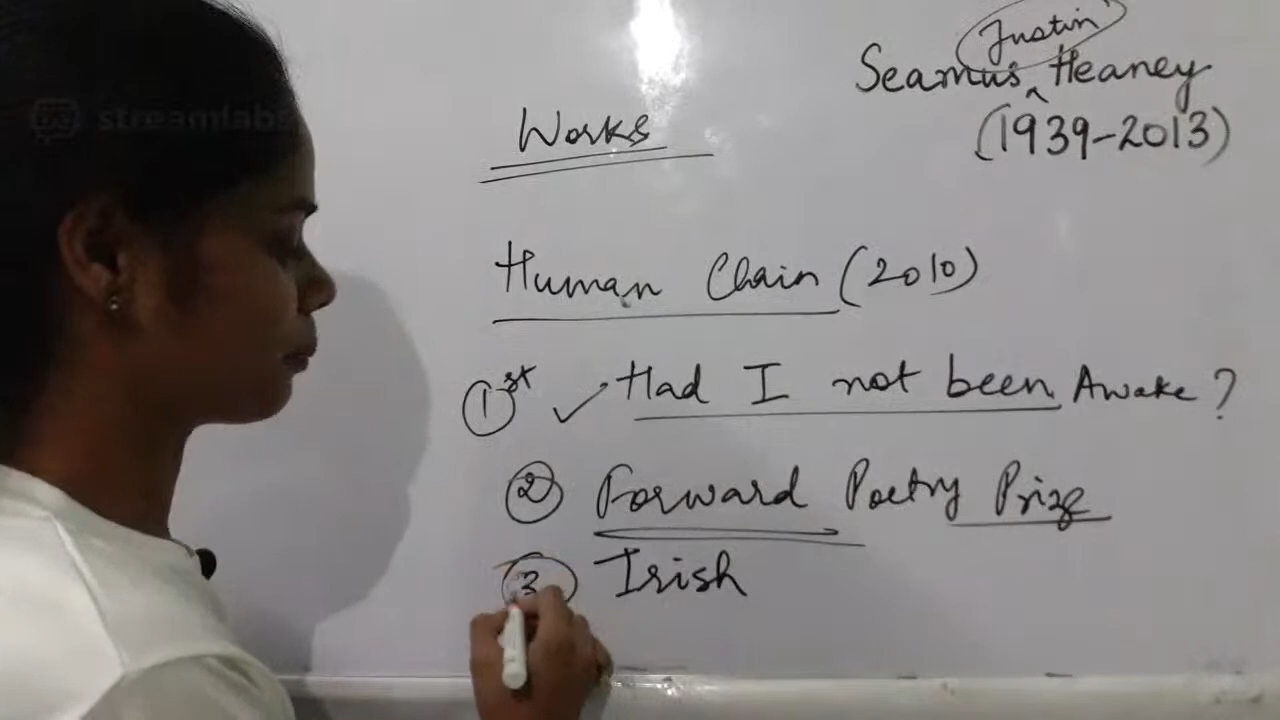 streamlabs
Justin
Seamus ^ Heaney
(1939-2013)
Works
Human Chain (2010)
1st ✓ Had I not been Awake?
2 Forward Poetry Prize
3 Irish